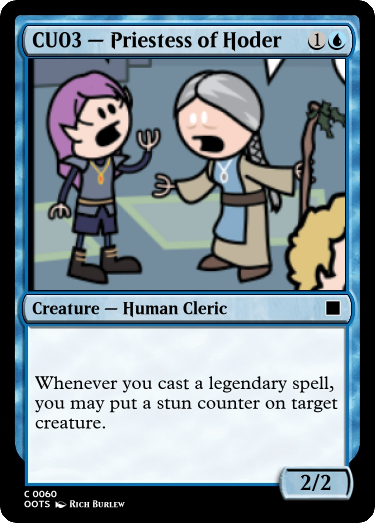 CU03 — Priestess of Hoder 1
Creature — Human Cleric
Whenever you cast a legendary spell,
you may put a stun counter on target
creature.
2/2
C 0060
OOTS Rich Burlew